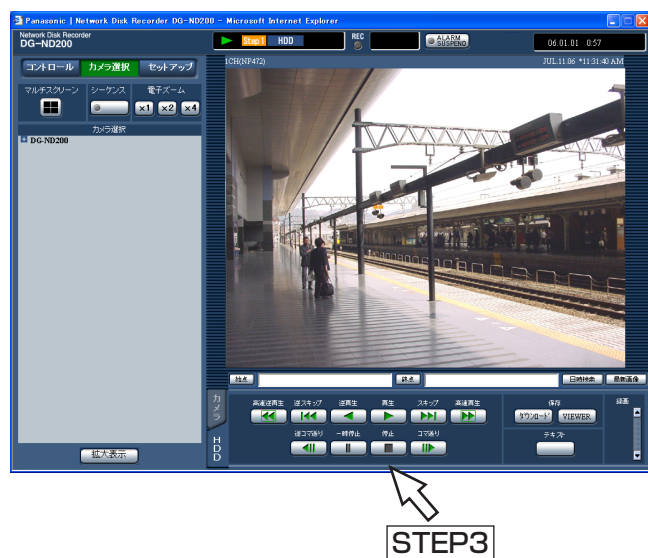 Panasonic | Network Disk Recorder DG-ND200 - Microsoft Internet Explorer
Network Disk Recorder
DG-ND200
Step 1 HDD
REC
ALARM
SUSPEND
06.01.01 0:57
コントロール カメラ選択 セットアップ
1CH(NP472)
JUL.11.06 *11:31:40 AM
マルチスクリーン シーケンス 電子ズーム
x1 x2 x4
カメラ選択
DG-ND200
始点 終点 日時検索 最新画像
カメラ
高速逆再生 逆スキップ 逆再生 再生 スキップ 高速再生
保存
録画
ダウンロード VIEWER
HDD
逆コマ送り 一時停止 停止 コマ送り
テキスト
拡大表示
STEP3